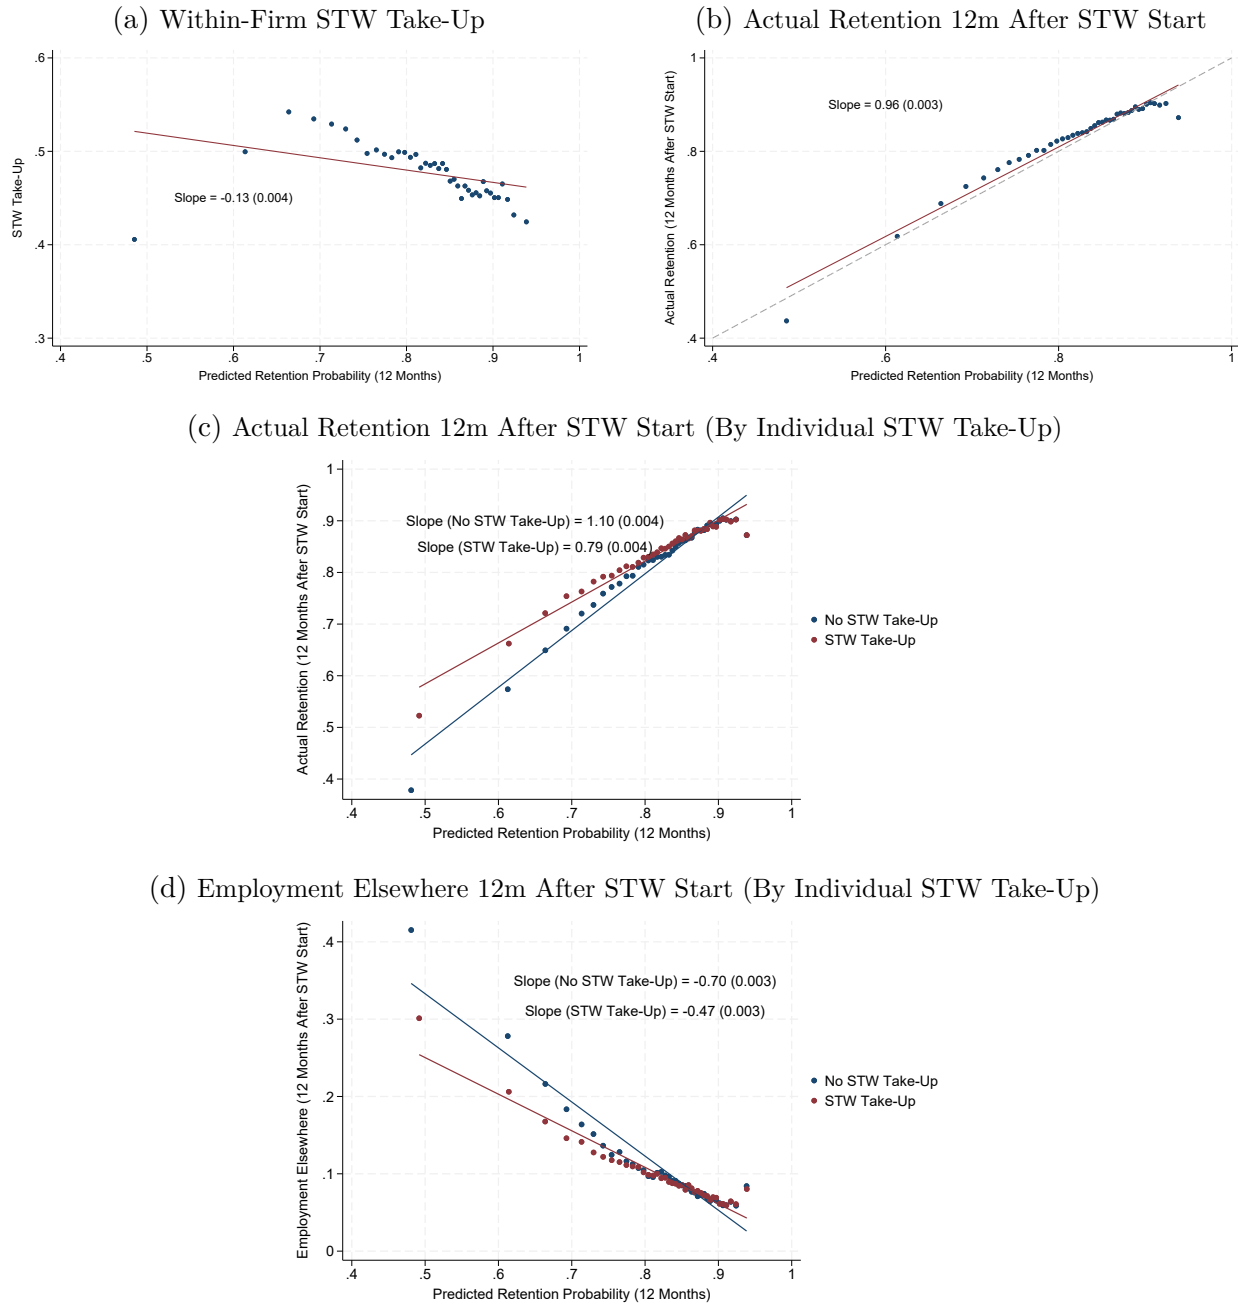 (a) Within-Firm STW Take-Up
.6
.5
.4
.3
STW Take-Up
Slope = -0.13 (0.004)
.4 .5 .6 .7 .8 .9 1
Predicted Retention Probability (12 Months)
(b) Actual Retention 12m After STW Start
1
.8
.6
.4
Actual Retention (12 Months After STW Start)
Slope = 0.96 (0.003)
.4 .6 .8 1
Predicted Retention Probability (12 Months)
(c) Actual Retention 12m After STW Start (By Individual STW Take-Up)
1
.9
.8
.7
.6
.5
.4
Actual Retention (12 Months After STW Start)
Slope (No STW Take-Up) = 1.10 (0.004)
Slope (STW Take-Up) = 0.79 (0.004)
No STW Take-Up
STW Take-Up
.4 .5 .6 .7 .8 .9 1
Predicted Retention Probability (12 Months)
(d) Employment Elsewhere 12m After STW Start (By Individual STW Take-Up)
.4
.3
.2
.1
0
Employment Elsewhere (12 Months After STW Start)
Slope (No STW Take-Up) = -0.70 (0.003)
Slope (STW Take-Up) = -0.47 (0.003)
No STW Take-Up
STW Take-Up
.4 .5 .6 .7 .8 .9 1
Predicted Retention Probability (12 Months)